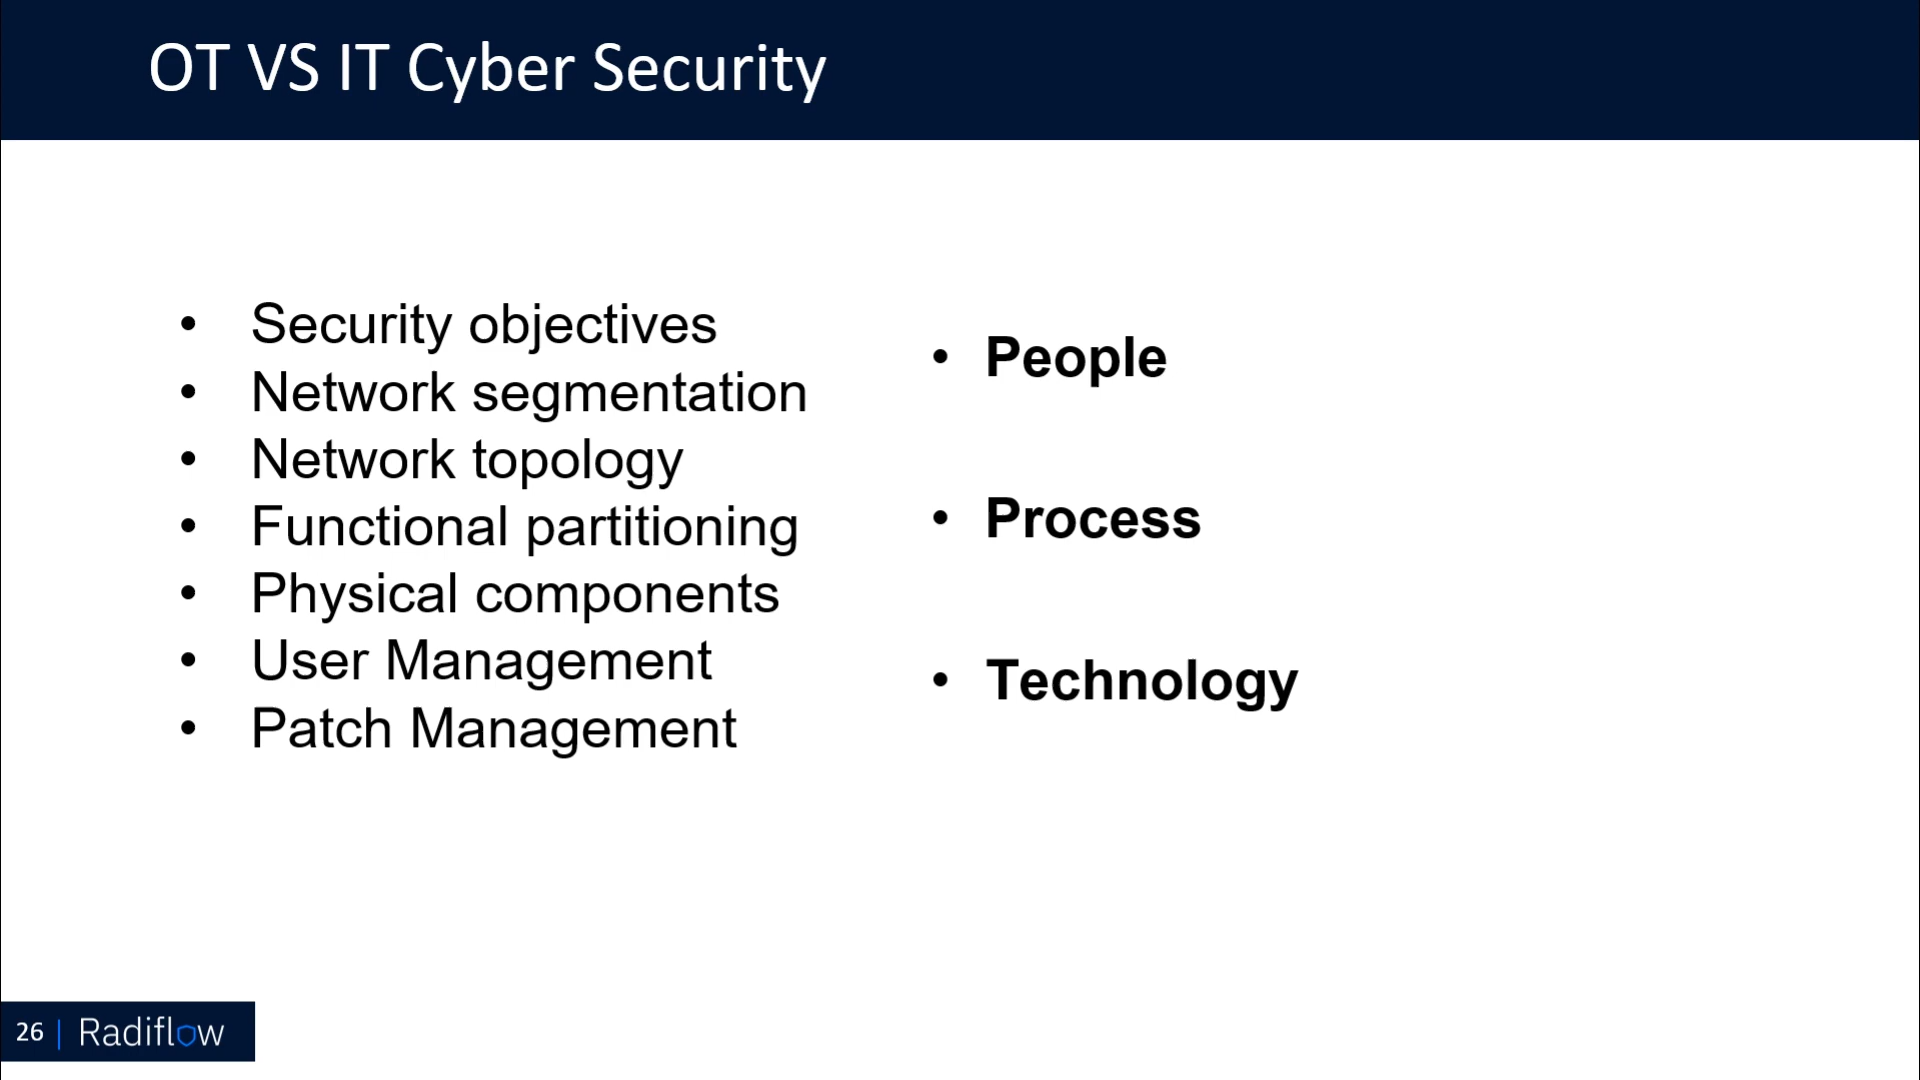 OT VS IT Cyber Security
• Security objectives
• Network segmentation
• Network topology
• Functional partitioning
• Physical components
• User Management
• Patch Management
• People
• Process
• Technology
26 | Radiflow